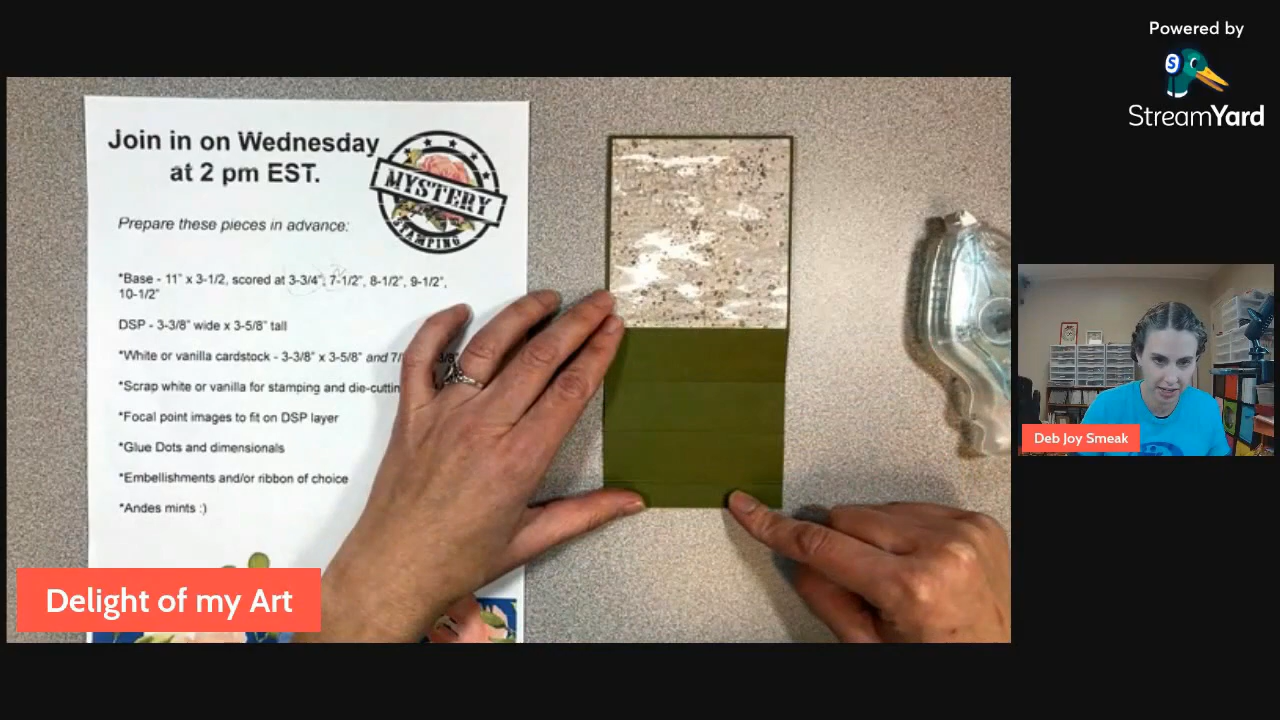 Powered by
S
StreamYard
Join in on Wednesday
at 2 pm EST.
MYSTERY
STAMPING
Prepare these pieces in advance:
*Base - 11" x 3-1/2, scored at 3-3/4", 7-1/2", 8-1/2", 9-1/2",
10-1/2"
DSP - 3-3/8" wide x 3-5/8" tall
*White or vanilla cardstock - 3-3/8" x 3-5/8" and
*Scrap white or vanilla for stamping and
*Focal point images to fit on DSP layer
*Glue Dots and dimensionals
*Embellishments and/or ribbon of choice
*Andes mints :)
Deb Joy Smeak
Delight of my Art